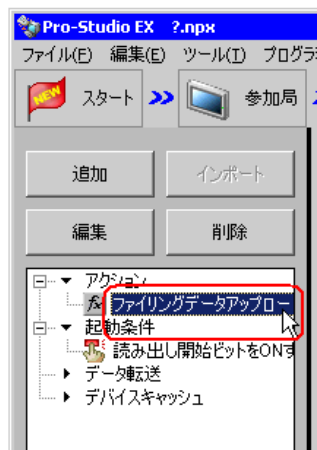 Pro-Studio EX ?.npx
ファイル(F) 編集(E) ツール(T) プログラ
NEW スタート 参加局
追加 インポート
編集 削除
アクション
fx ファイリングデータアップロー
起動条件
読み出し開始ビットをONす
データ転送
デバイスキャッシュ